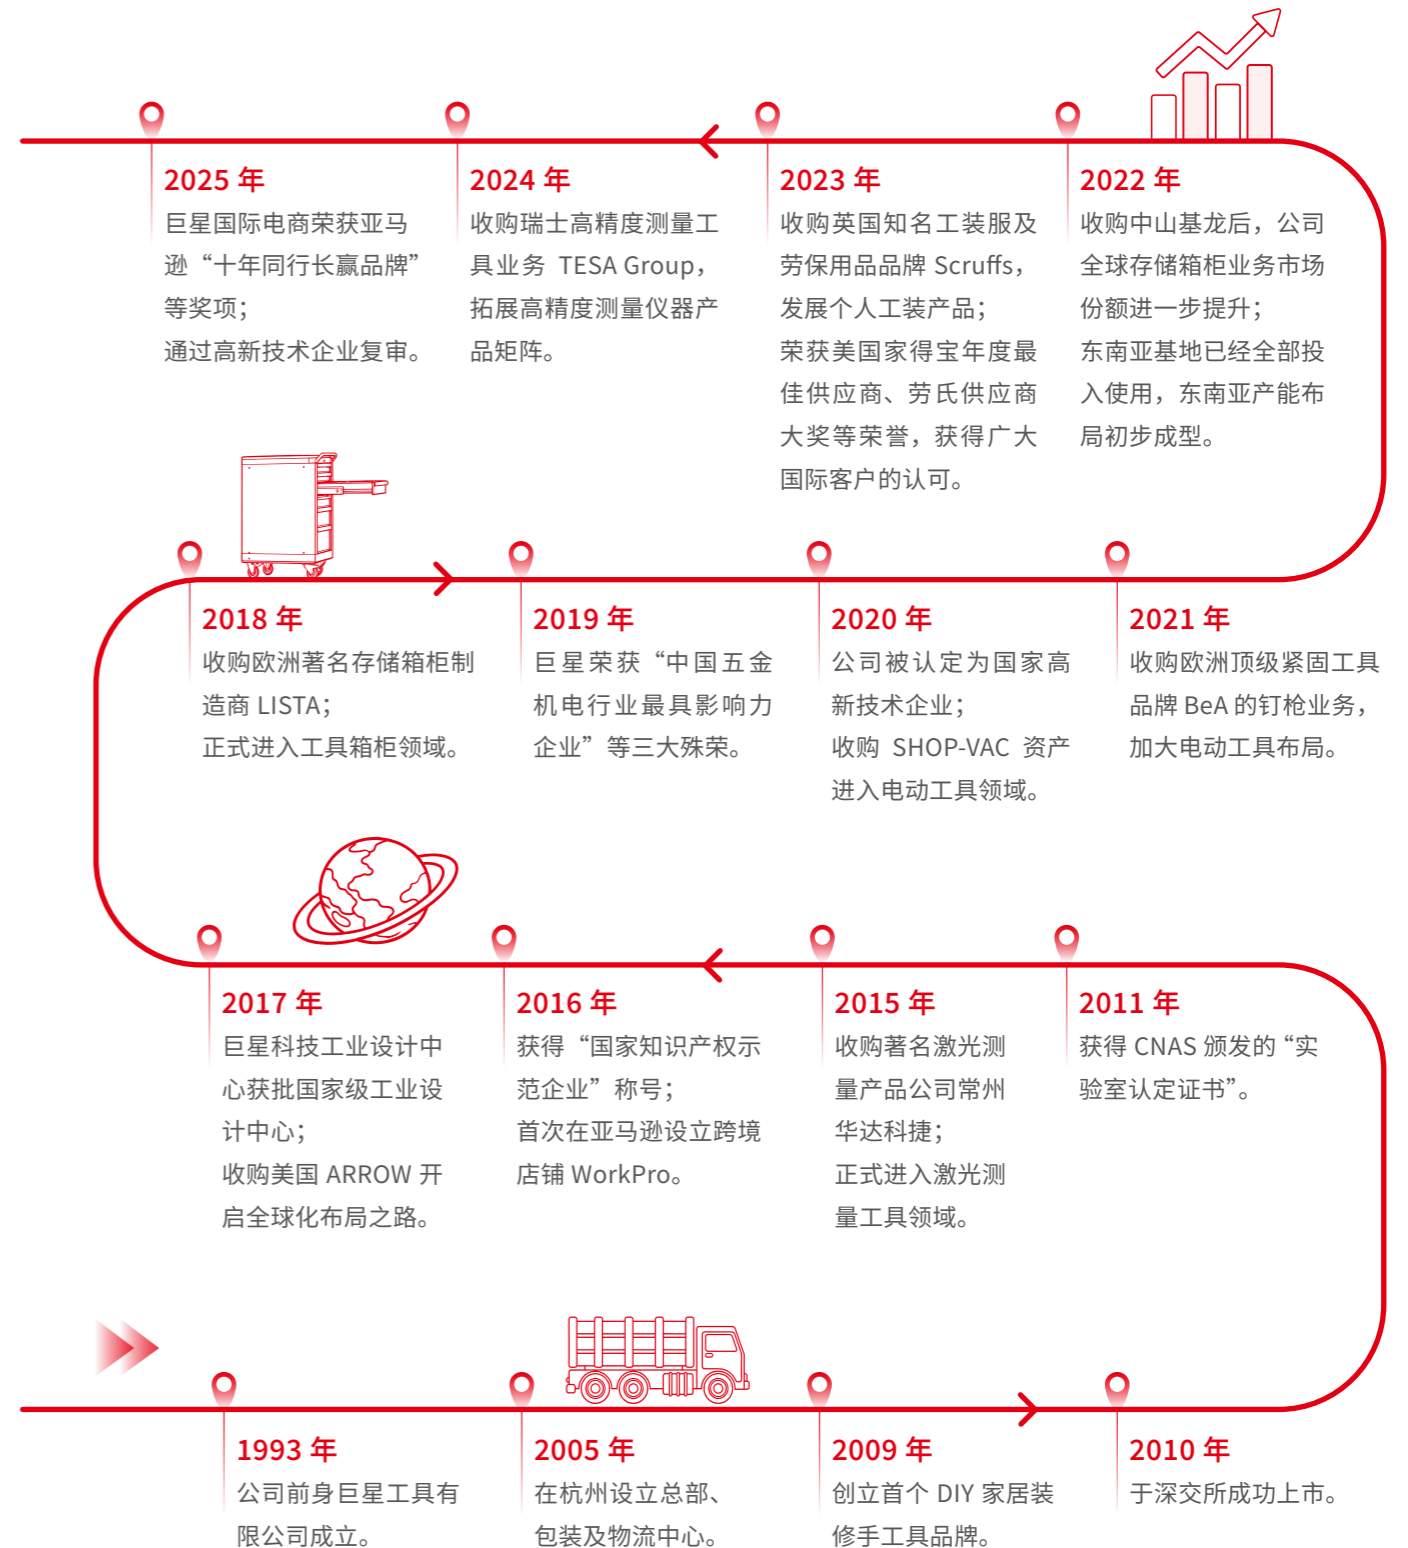 2025 年
巨星国际电商荣获亚马
逊“十年同行长赢品牌”
等奖项；
通过高新技术企业复审。
2024 年
收购瑞士高精度测量工
具业务 TESA Group，
拓展高精度测量仪器产
品矩阵。
2023 年
收购英国知名工装服及
劳保用品品牌 Scruffs，
发展个人工装产品；
荣获美国家得宝年度最
佳供应商、劳氏供应商
大奖等荣誉，获得广大
国际客户的认可。
2022 年
收购中山基龙后，公司
全球存储箱柜业务市场
份额进一步提升；
东南亚基地已经全部投
入使用，东南亚产能布
局初步成型。
2018 年
收购欧洲著名存储箱柜制
造商 LISTA；
正式进入工具箱柜领域。
2019 年
巨星荣获“中国五金
机电行业最具影响力
企业”等三大殊荣。
2020 年
公司被认定为国家高
新技术企业；
收购 SHOP-VAC 资产
进入电动工具领域。
2021 年
收购欧洲顶级紧固工具
品牌 BeA 的钉枪业务，
加大电动工具布局。
2017 年
巨星科技工业设计中
心获批国家级工业设
计中心；
收购美国 ARROW 开
启全球化布局之路。
2016 年
获得“国家知识产权示
范企业”称号；
首次在亚马逊设立跨境
店铺 WorkPro。
2015 年
收购著名激光测
量产品公司常州
华达科捷；
正式进入激光测
量工具领域。
2011 年
获得 CNAS 颁发的“实
验室认定证书”。
1993 年
公司前身巨星工具有
限公司成立。
2005 年
在杭州设立总部、
包装及物流中心。
2009 年
创立首个 DIY 家居装
修手工具品牌。
2010 年
于深交所成功上市。